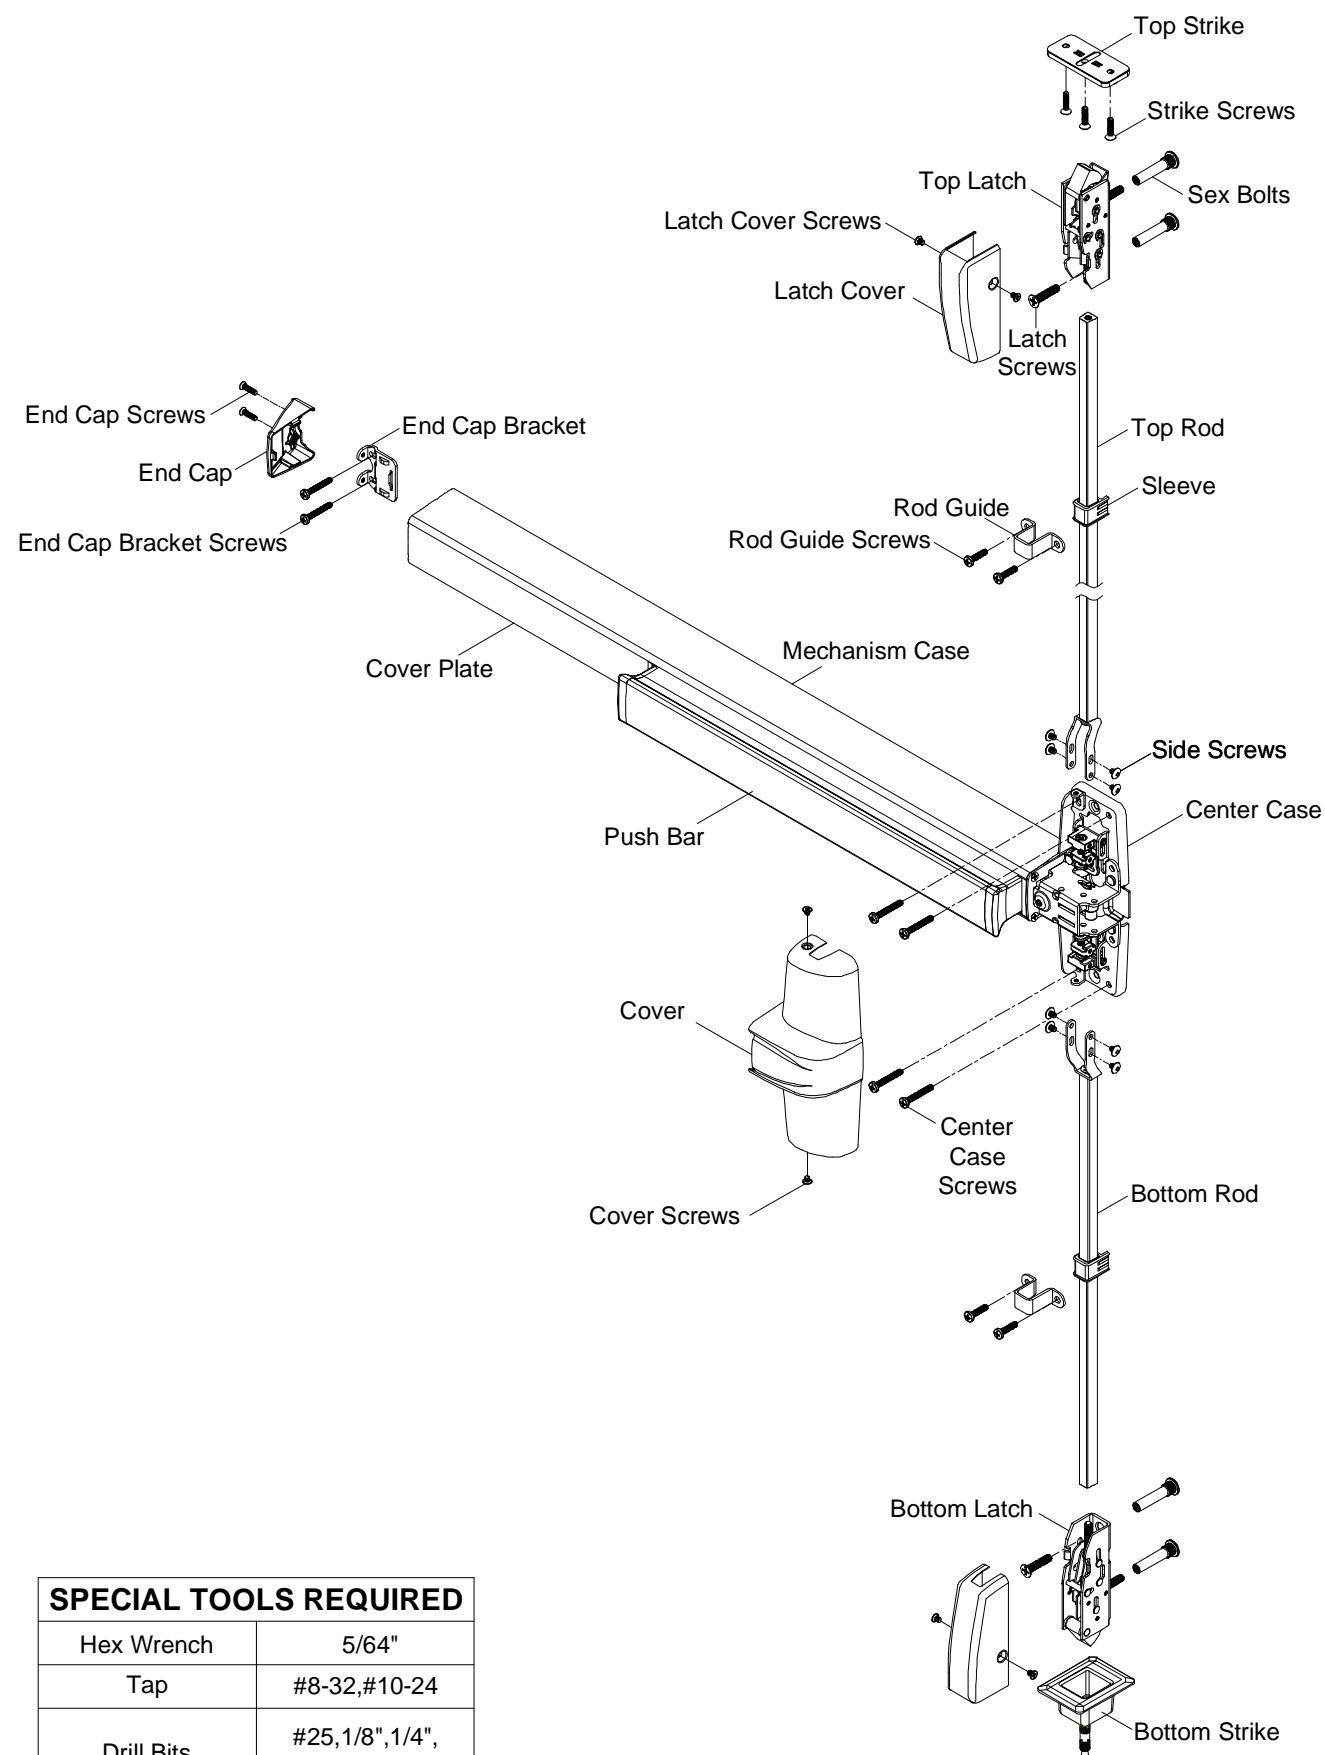 Top Strike
Strike Screws
Top Latch
Sex Bolts
Latch Cover Screws
Latch Cover
Latch
Screws
End Cap Screws
End Cap Bracket
Top Rod
End Cap
Sleeve
Rod Guide
End Cap Bracket Screws
Rod Guide Screws
Mechanism Case
Cover Plate
Side Screws
Center Case
Push Bar
Cover
Center
Case
Screws
Bottom Rod
Cover Screws
Bottom Latch
SPECIAL TOOLS REQUIRED
Hex Wrench 5/64"
Tap #8-32,#10-24
#25,1/8",1/4",
Drill Bits
Bottom Strike